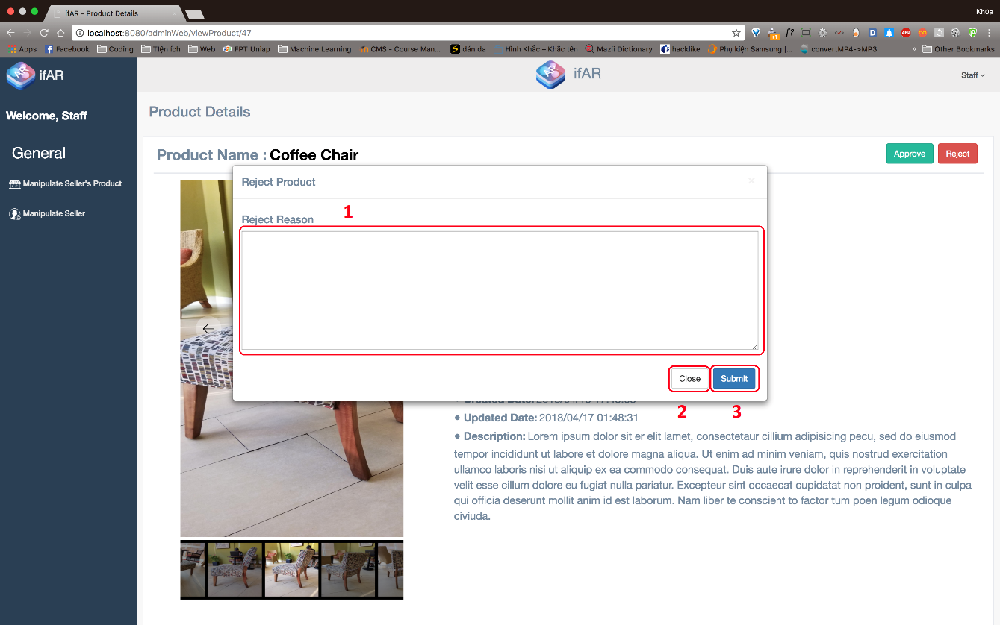 ifAR - Product Details
Kh0a
localhost:8080/adminWeb/viewProduct/47
Apps Facebook Coding Tiện ích Web FPT Uniap Machine Learning CMS - Course Man... dán da Hình Khắc – Khắc tên Mazii Dictionary hacklike Phụ kiện Samsung |... convertMP4->MP3 » Other Bookmarks
ifAR
ifAR
Staff
Welcome, Staff
General
Manipulate Seller's Product
Manipulate Seller
Product Details
Product Name : Coffee Chair
Approve
Reject
Reject Product
×
Reject Reason
1
Close
Submit
2
3
• Updated Date: 2018/04/17 01:48:31
• Description: Lorem ipsum dolor sit er elit lamet, consectetaur cillium adipisicing pecu, sed do eiusmod
tempor incididunt ut labore et dolore magna aliqua. Ut enim ad minim veniam, quis nostrud exercitation
ullamco laboris nisi ut aliquip ex ea commodo consequat. Duis aute irure dolor in reprehenderit in voluptate
velit esse cillum dolore eu fugiat nulla pariatur. Excepteur sint occaecat cupidatat non proident, sunt in culpa
qui officia deserunt mollit anim id est laborum. Nam liber te conscient to factor tum poen legum odioque
civiuda.